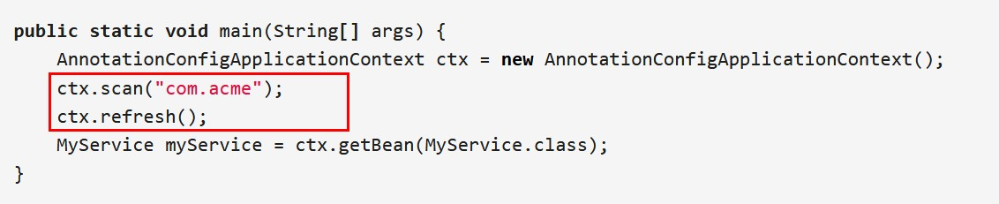 public static void main(String[] args) {
    AnnotationConfigApplicationContext ctx = new AnnotationConfigApplicationContext();
    ctx.scan("com.acme");
    ctx.refresh();
    MyService myService = ctx.getBean(MyService.class);
}